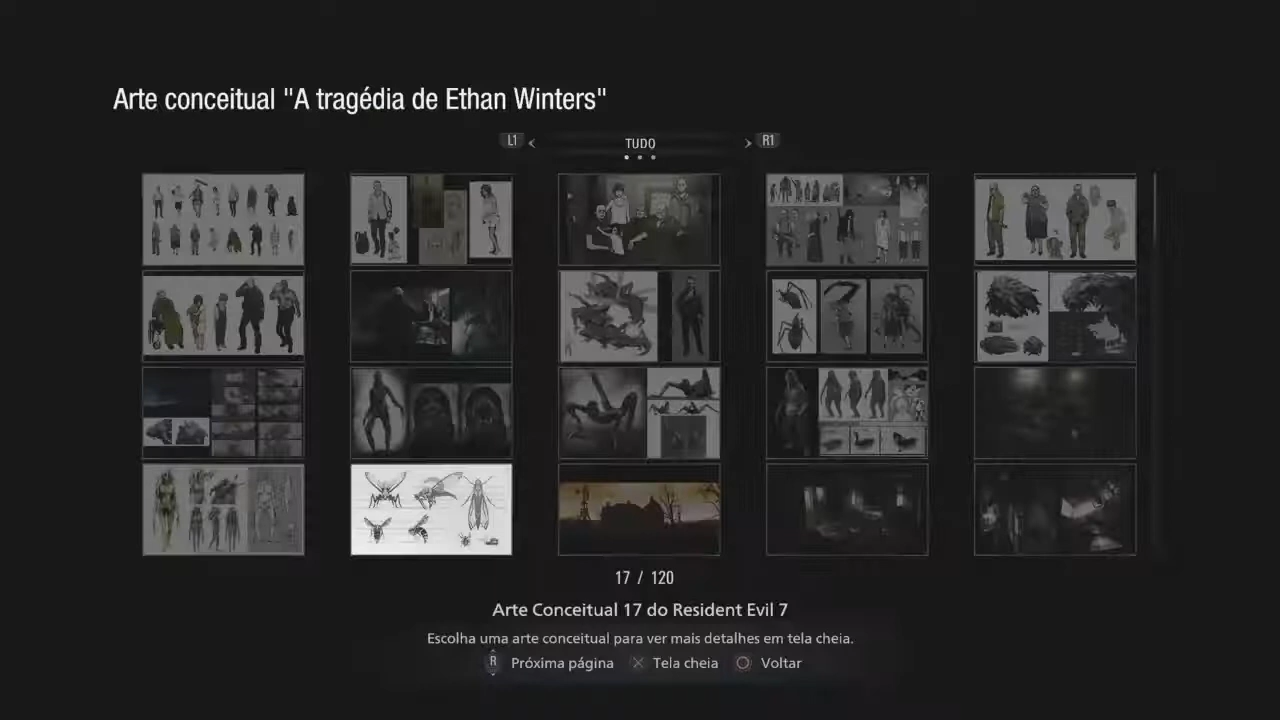 Arte conceitual "A tragédia de Ethan Winters"
L1 < TUDO > R1
17 / 120
Arte Conceitual 17 do Resident Evil 7
Escolha uma arte conceitual para ver mais detalhes em tela cheia.
R Próxima página Tela cheia Voltar